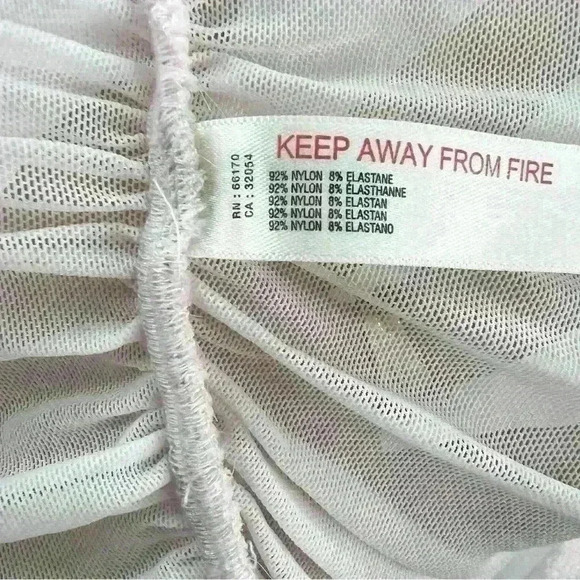 KEEP AWAY FROM FIRE
92% NYLON 8% ELASTANE
92% NYLON 8% ÉLASTHANNE
92% NYLON 8% ELASTAN
92% NYLON 8% ELASTAN
92% NYLON 8% ELASTANO
RN : 66170
CA : 32054